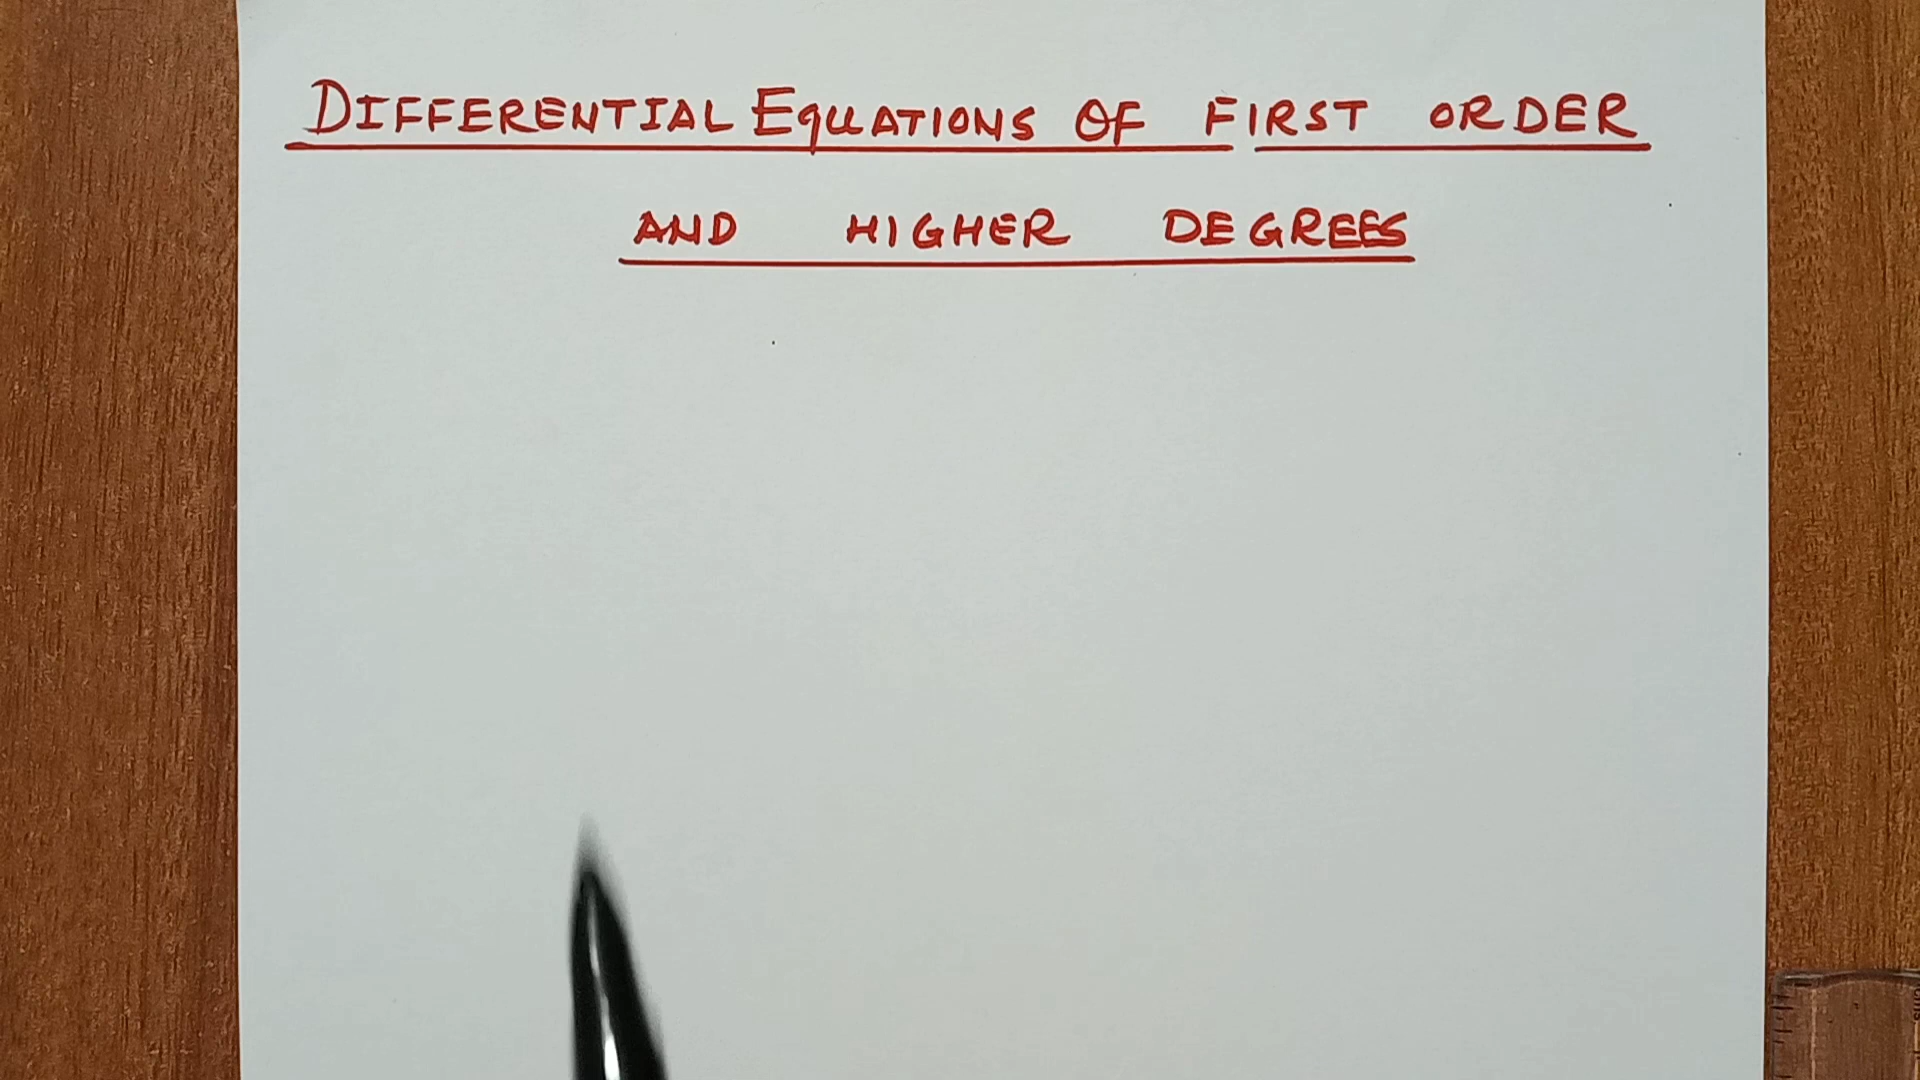 DIFFERENTIAL EQUATIONS OF FIRST ORDER
AND HIGHER DEGREES